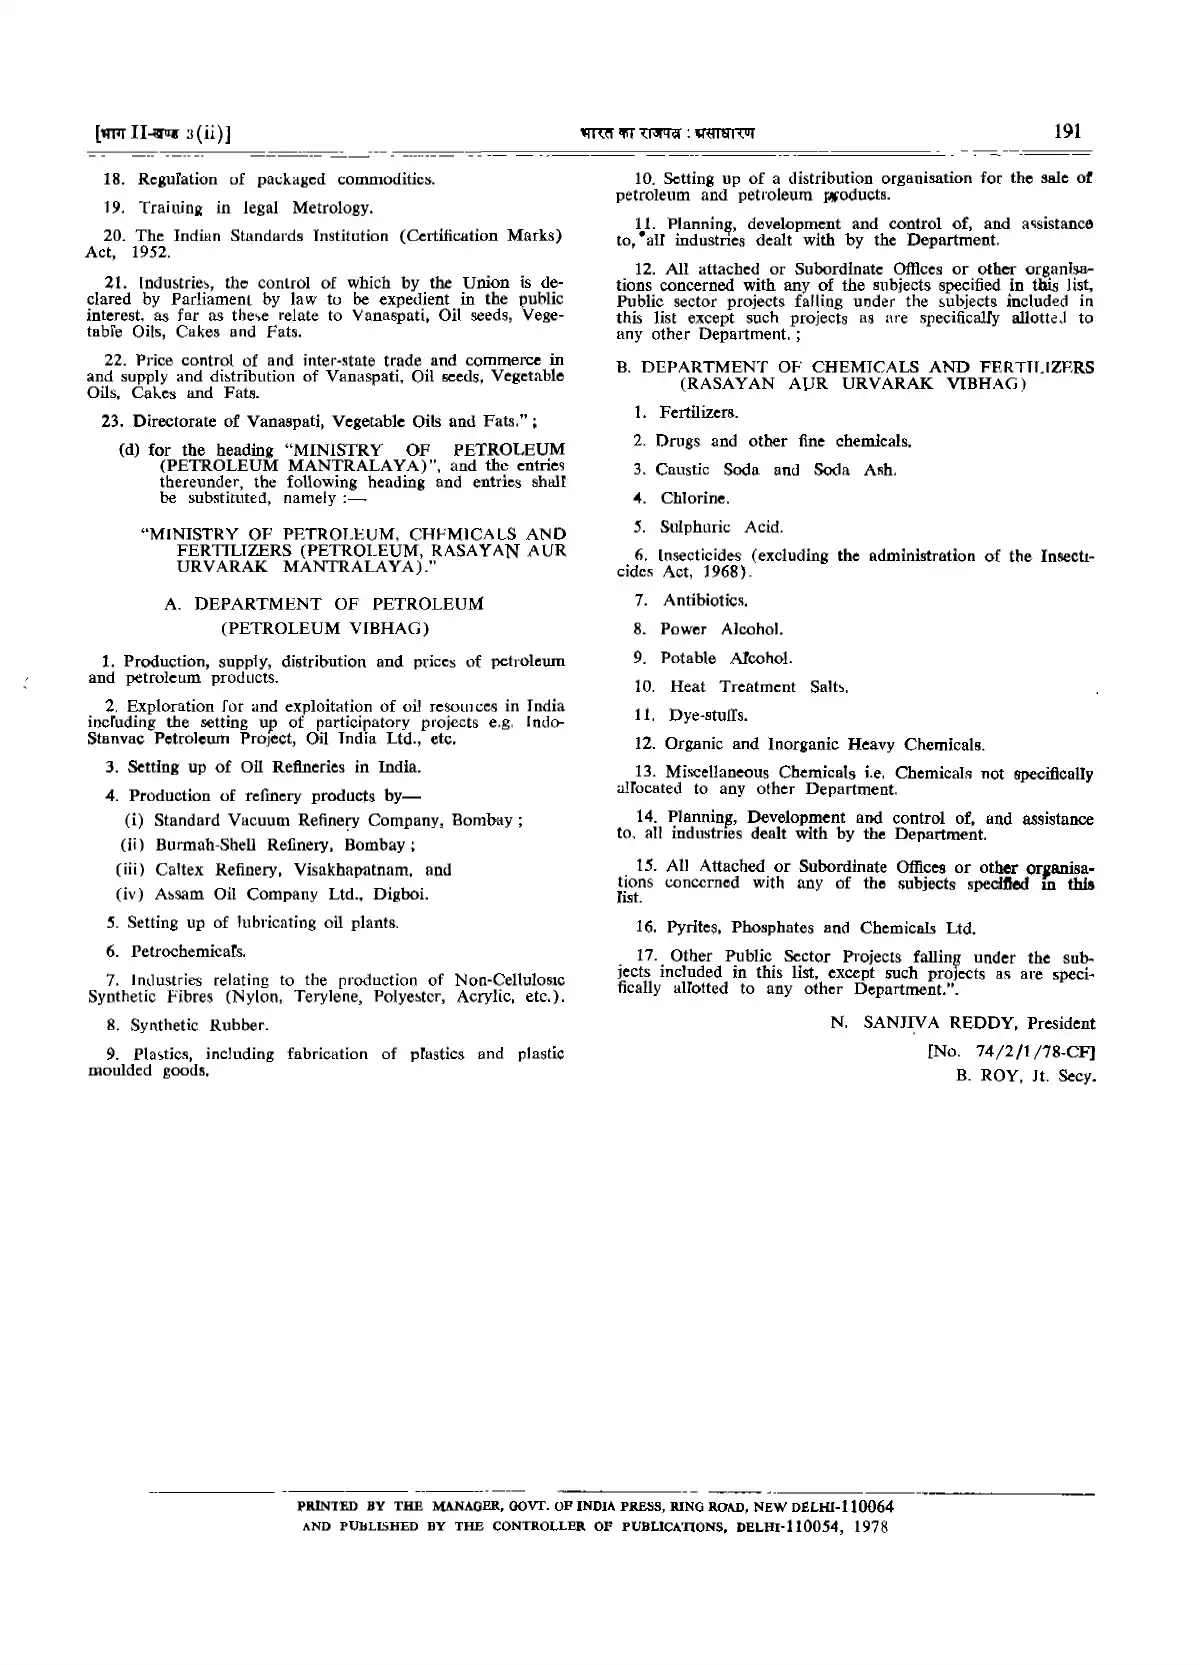 [भाग II-खण्ड 3(ii)]
भारत का राजपत्र : असाधारण
191
18. Regulation of packaged commodities.
19. Training in legal Metrology.
20. The Indian Standards Institution (Certification Marks)
Act, 1952.
21. Industries, the control of which by the Union is de-
clared by Parliament by law to be expedient in the public
interest, as far as these relate to Vanaspati, Oil seeds, Vege-
table Oils, Cakes and Fats.
22. Price control of and inter-state trade and commerce in
and supply and distribution of Vanaspati, Oil seeds, Vegetable
Oils, Cakes and Fats.
23. Directorate of Vanaspati, Vegetable Oils and Fats.” ;
(d) for the heading “MINISTRY OF PETROLEUM
(PETROLEUM MANTRALAYA)”, and the entries
thereunder, the following heading and entries shall
be substituted, namely :—
“MINISTRY OF PETROLEUM, CHEMICALS AND
FERTILIZERS (PETROLEUM, RASAYAN AUR
URVARAK MANTRALAYA).”
A. DEPARTMENT OF PETROLEUM
(PETROLEUM VIBHAG)
1. Production, supply, distribution and prices of petroleum
and petroleum products.
2. Exploration for and exploitation of oil resources in India
including the setting up of participatory projects e.g. Indo-
Stanvac Petroleum Project, Oil India Ltd., etc.
3. Setting up of Oil Refineries in India.
4. Production of refinery products by—
(i) Standard Vacuum Refinery Company, Bombay ;
(ii) Burmah-Shell Refinery, Bombay ;
(iii) Caltex Refinery, Visakhapatnam, and
(iv) Assam Oil Company Ltd., Digboi.
5. Setting up of lubricating oil plants.
6. Petrochemicals.
7. Industries relating to the production of Non-Cellulosic
Synthetic Fibres (Nylon, Terylene, Polyester, Acrylic, etc.).
8. Synthetic Rubber.
9. Plastics, including fabrication of plastics and plastic
moulded goods.
10. Setting up of a distribution organisation for the sale of
petroleum and petroleum products.
11. Planning, development and control of, and assistance
to, all industries dealt with by the Department.
12. All attached or Subordinate Offices or other organisa-
tions concerned with any of the subjects specified in this list,
Public sector projects falling under the subjects included in
this list except such projects as are specifically allotted to
any other Department. ;
B. DEPARTMENT OF CHEMICALS AND FERTILIZERS
(RASAYAN AUR URVARAK VIBHAG)
1. Fertilizers.
2. Drugs and other fine chemicals.
3. Caustic Soda and Soda Ash.
4. Chlorine.
5. Sulphuric Acid.
6. Insecticides (excluding the administration of the Insecti-
cides Act, 1968).
7. Antibiotics.
8. Power Alcohol.
9. Potable Alcohol.
10. Heat Treatment Salts.
11. Dye-stuffs.
12. Organic and Inorganic Heavy Chemicals.
13. Miscellaneous Chemicals i.e. Chemicals not specifically
allocated to any other Department.
14. Planning, Development and control of, and assistance
to, all industries dealt with by the Department.
15. All Attached or Subordinate Offices or other organisa-
tions concerned with any of the subjects specified in this
list.
16. Pyrites, Phosphates and Chemicals Ltd.
17. Other Public Sector Projects falling under the sub-
jects included in this list, except such projects as are speci-
fically allotted to any other Department.”.
N. SANJIVA REDDY, President
[No. 74/2/1/78-CF]
B. ROY, Jt. Secy.
PRINTED BY THE MANAGER, GOVT. OF INDIA PRESS, RING ROAD, NEW DELHI-110064
AND PUBLISHED BY THE CONTROLLER OF PUBLICATIONS, DELHI-110054, 1978